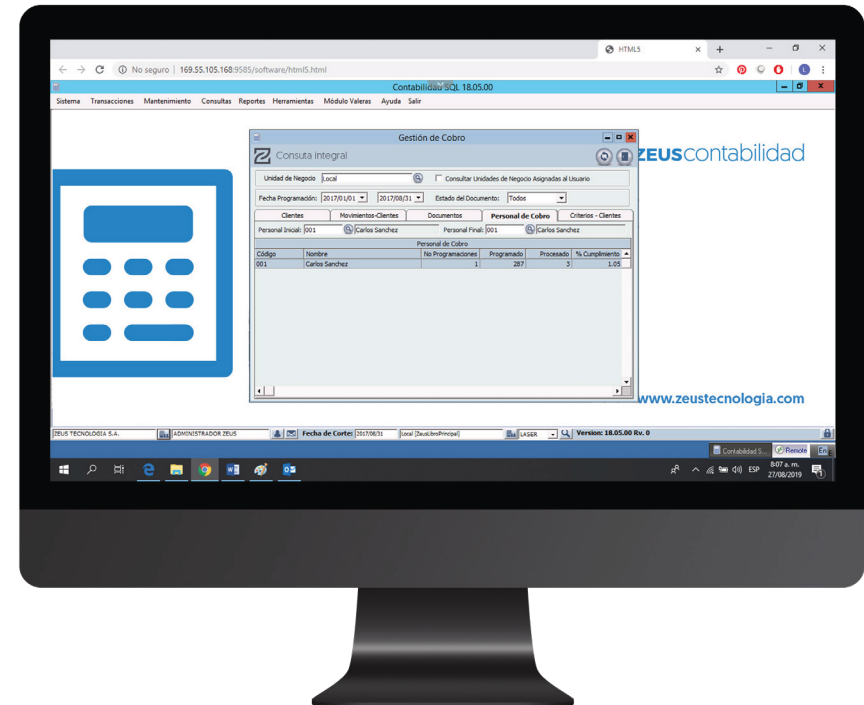 HTML5
No seguro | 169.55.105.168:9585/software/html5.html
Contabilidad SQL 18.05.00
Sistema Transacciones Mantenimiento Consultas Reportes Herramientas Módulo Valeras Ayuda Salir
Gestión de Cobro
Consuta Integral
ZEUScontabilidad
Unidad de Negocio Local Consultar Unidades de Negocio Asignadas al Usuario
Fecha Programación: 2017/01/01 2017/08/31 Estado del Documento: Todos
Clientes Movimientos-Clientes Documentos Personal de Cobro Criterios - Clientes
Personal Inicial: 001 Carlos Sanchez Personal Final: 001 Carlos Sanchez
Personal de Cobro
Código Nombre No Programaciones Programado Procesado % Cumplimiento
001 Carlos Sanchez 1 287 3 1.05
www.zeustecnologia.com
ZEUS TECNOLOGIA S.A. ADMINISTRADOR ZEUS Fecha de Corte: 2017/08/31 Local [ZeusLibroPrincipal] LASER Version: 18.05.00 Rv. 0
Contabilidad S... Remote En
ESP 8:07 a. m.
27/08/2019